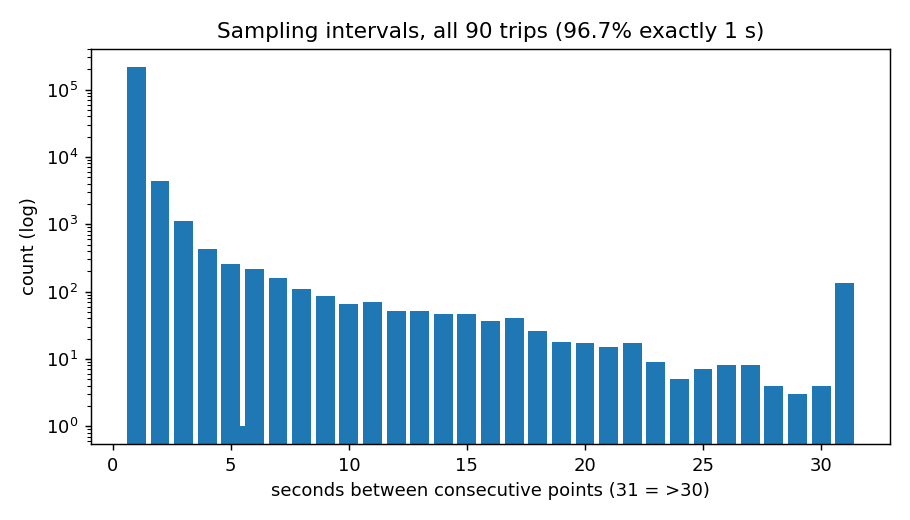 Sampling intervals, all 90 trips (96.7% exactly 1 s)
count (log)
10⁵
10⁴
10³
10²
10¹
10⁰
0 5 10 15 20 25 30
seconds between consecutive points (31 = >30)